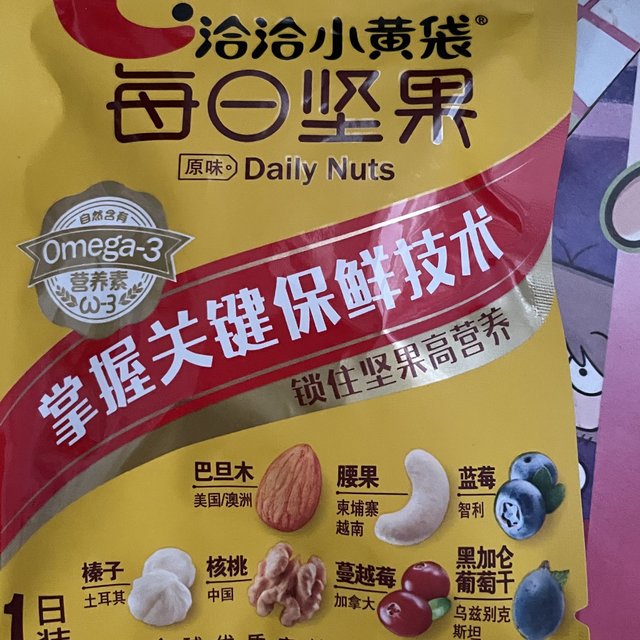 洽洽小黄袋®
每日坚果
原味 Daily Nuts
自然含有
Omega-3
营养素
ω-3
掌握关键保鲜技术
锁住坚果高营养
巴旦木
美国/澳洲
腰果
柬埔寨
越南
蓝莓
智利
榛子
土耳其
核桃
中国
蔓越莓
加拿大
黑加仑
葡萄干
乌兹别克
斯坦
1日装